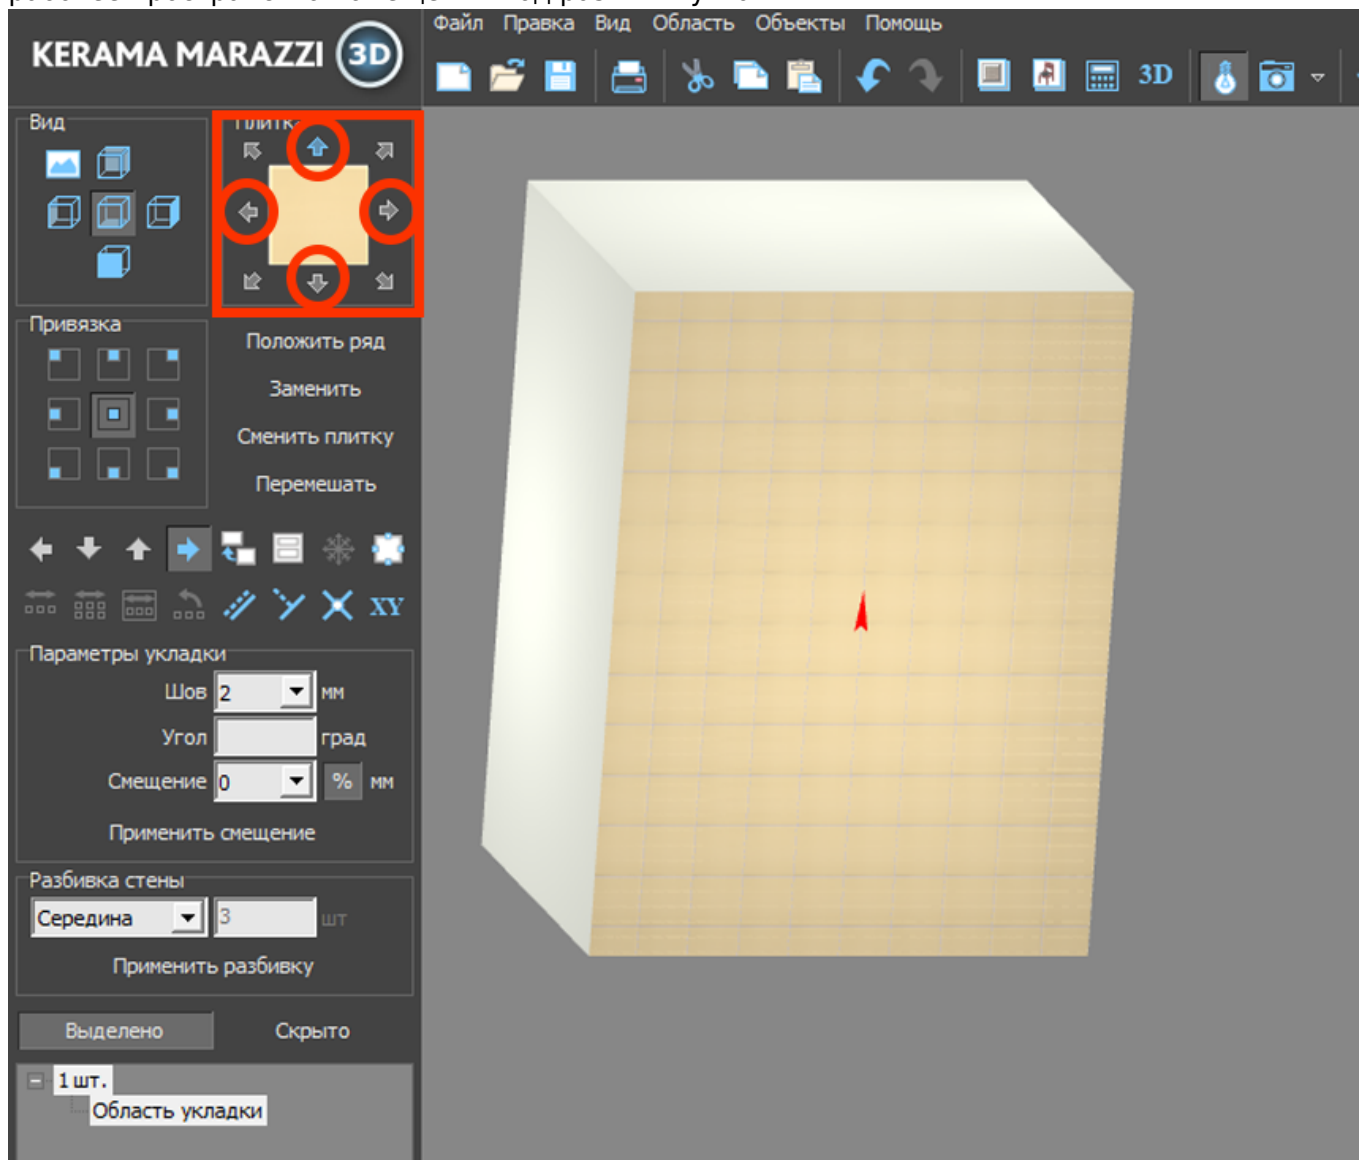 Файл Правка Вид Область Объекты Помощь
KERAMA MARAZZI 3D
3D
Вид
Плитка
Привязка
Положить ряд
Заменить
Сменить плитку
Перемешать
XY
Параметры укладки
Шов 2 мм
Угол град
Смещение 0 % мм
Применить смещение
Разбивка стены
Середина 3 шт
Применить разбивку
Выделено Скрыто
1 шт.
Область укладки